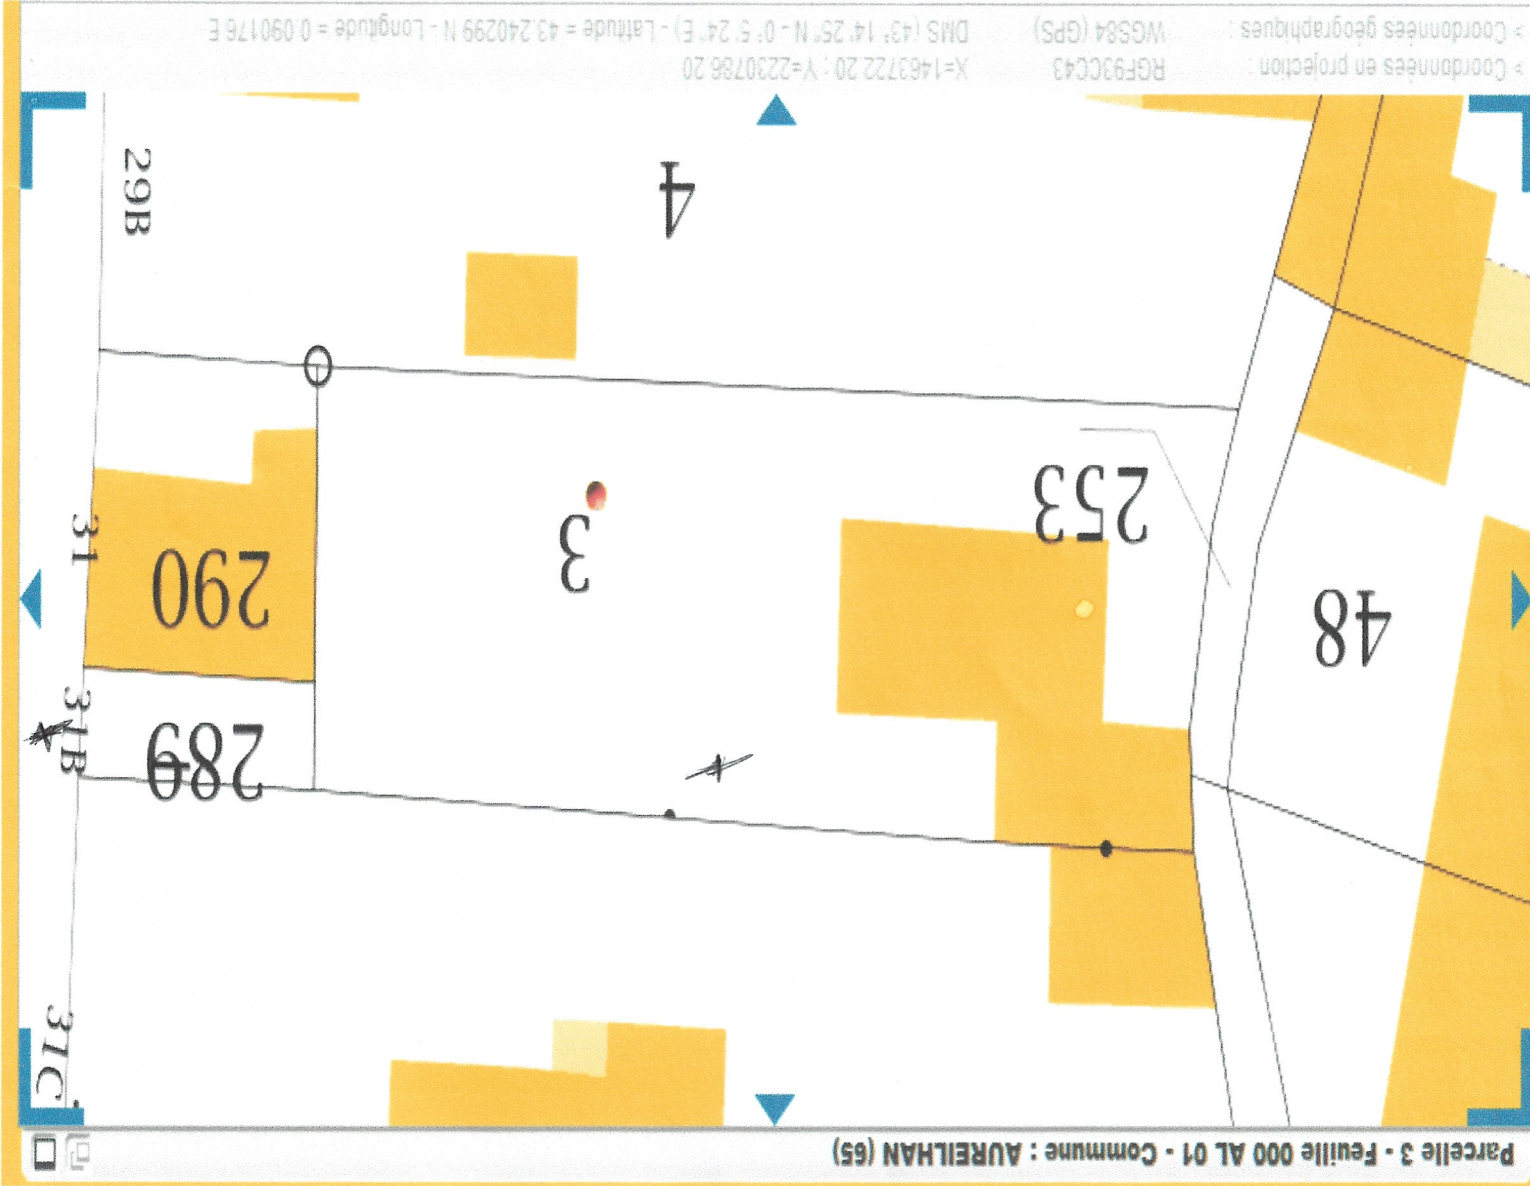 Parcelle 3 - Feuille 000 AL 01 - Commune : AUREILHAN (65)
31C
48
289
31B
3
290
31
253
4
29B
> Coordonnées en projection : RGF93CC43 X=1463722.20 ; Y=2230786.20
> Coordonnées géographiques : WGS84 (GPS) DMS (43° 14' 25" N - 0° 5' 24" E) - Latitude = 43.240299 N - Longitude = 0.090176 E